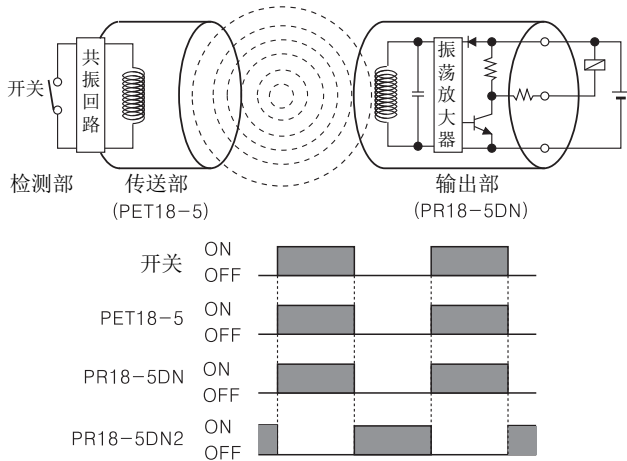 开关
共振回路
振荡放大器
检测部
传送部
(PET18-5)
输出部
(PR18-5DN)
开关 ON
OFF
PET18-5 ON
OFF
PR18-5DN ON
OFF
PR18-5DN2 ON
OFF